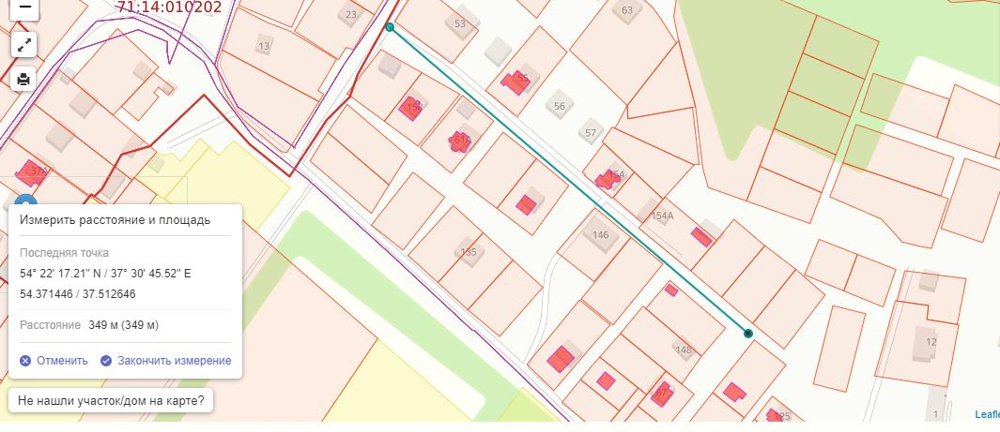 71:14:010202
23
53
63
13
55
156
56
57
61А
37А
154
154А
146
135
148
12
87
125
1
Измерить расстояние и площадь
Последняя точка
54° 22' 17.21" N / 37° 30' 45.52" E
54.371446 / 37.512646
Расстояние 349 м (349 м)
Отменить Закончить измерение
Не нашли участок/дом на карте?
Leafle